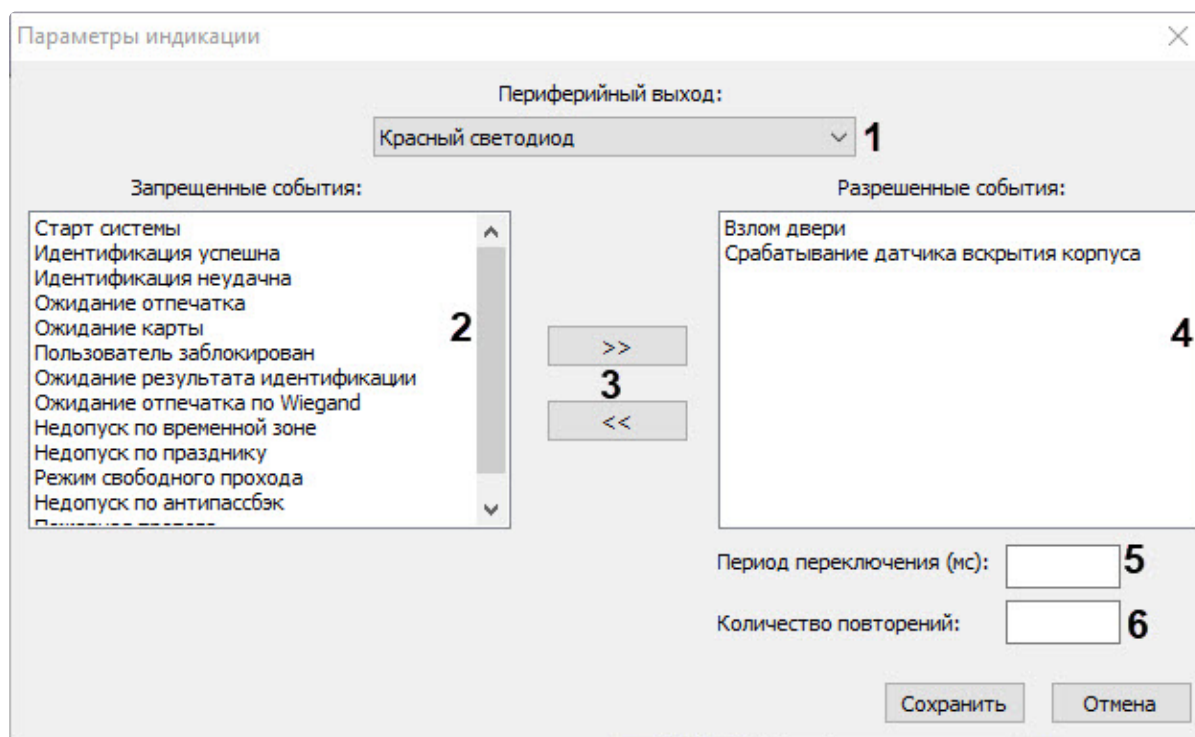 Параметры индикации
Периферийный выход:
Красный светодиод
1
Запрещенные события:
Разрешенные события:
Старт системы
Идентификация успешна
Идентификация неудачна
Ожидание отпечатка
Ожидание карты
Пользователь заблокирован
Ожидание результата идентификации
Ожидание отпечатка по Wiegand
Недопуск по временной зоне
Недопуск по празднику
Режим свободного прохода
Недопуск по антипассбэк
2
>>
3
<<
Взлом двери
Срабатывание датчика вскрытия корпуса
4
Период переключения (мс):
5
Количество повторений:
6
Сохранить
Отмена